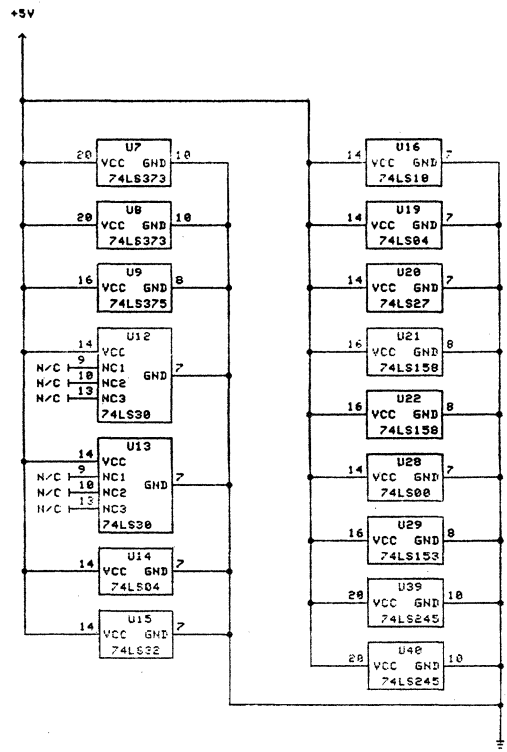 +5V
U7
20 VCC GND 10
74LS373
U8
20 VCC GND 10
74LS373
U9
16 VCC GND 8
74LS375
U12
14 VCC
N/C 9 NC1
N/C 10 NC2 GND 7
N/C 13 NC3
74LS30
U13
14 VCC
N/C 9 NC1
N/C 10 NC2 GND 7
N/C 13 NC3
74LS30
U14
14 VCC GND 7
74LS04
U15
14 VCC GND 7
74LS32
U16
14 VCC GND 7
74LS10
U19
14 VCC GND 7
74LS04
U20
14 VCC GND 7
74LS27
U21
16 VCC GND 8
74LS158
U22
16 VCC GND 8
74LS158
U28
14 VCC GND 7
74LS00
U29
16 VCC GND 8
74LS153
U39
20 VCC GND 10
74LS245
U40
20 VCC GND 10
74LS245